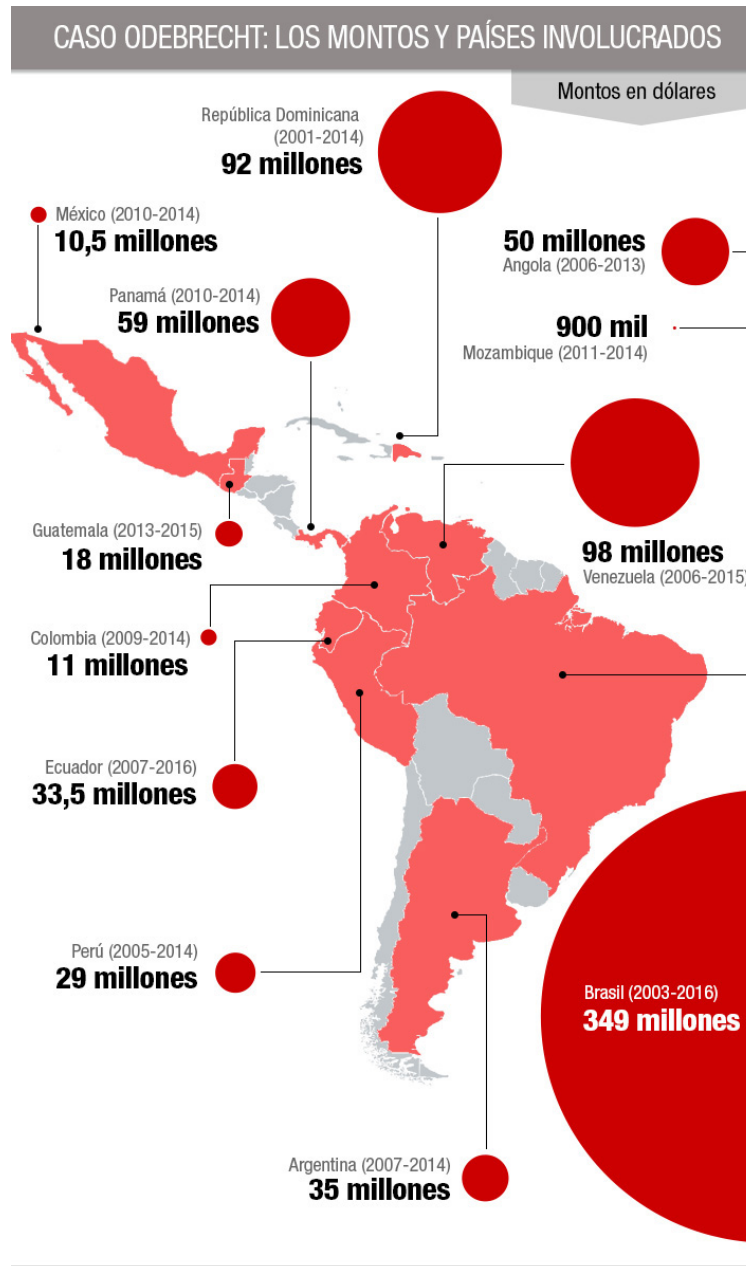 CASO ODEBRECHT: LOS MONTOS Y PAÍSES INVOLUCRADOS
Montos en dólares
República Dominicana
(2001-2014)
92 millones
México (2010-2014)
10,5 millones
50 millones
Angola (2006-2013)
Panamá (2010-2014)
59 millones
900 mil
Mozambique (2011-2014)
Guatemala (2013-2015)
18 millones
98 millones
Venezuela (2006-2015)
Colombia (2009-2014)
11 millones
Ecuador (2007-2016)
33,5 millones
Perú (2005-2014)
29 millones
Brasil (2003-2016)
349 millones
Argentina (2007-2014)
35 millones